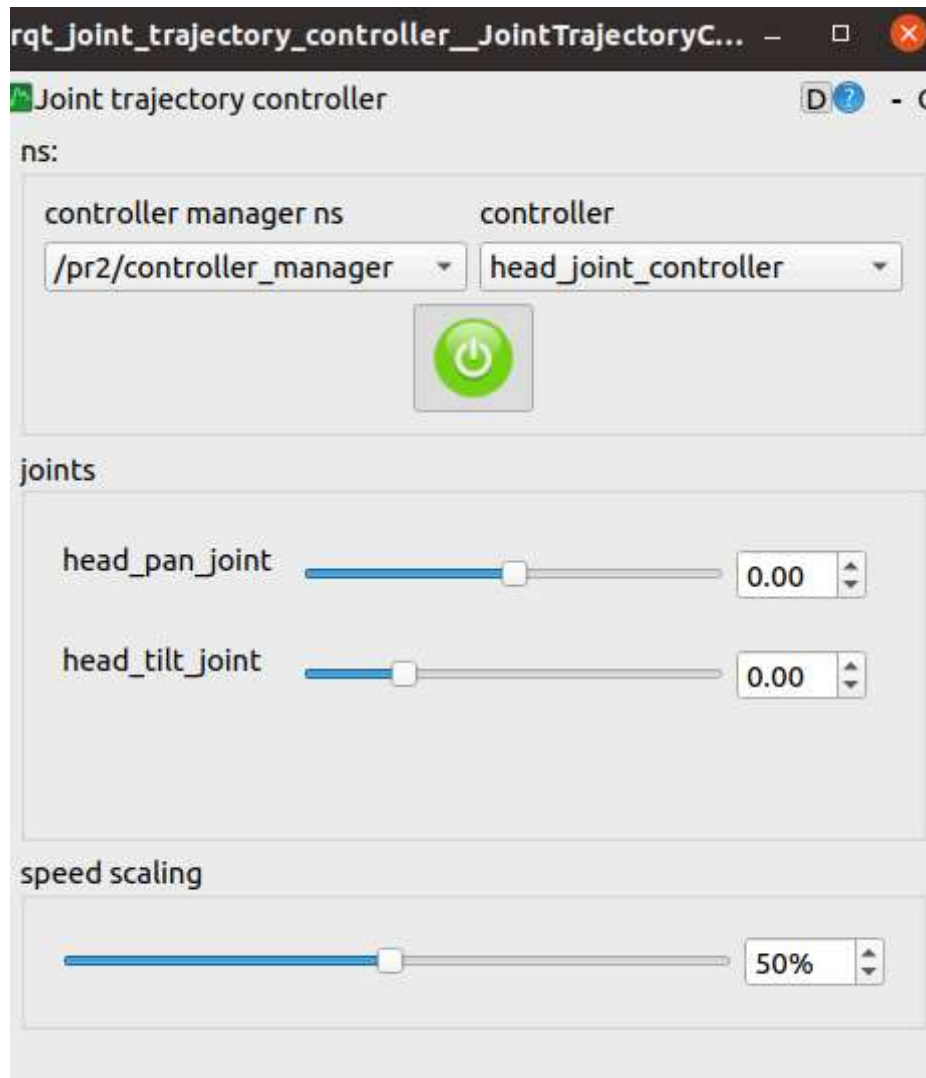 rqt_joint_trajectory_controller__JointTrajectoryC... –
Joint trajectory controller D ? -
ns:
controller manager ns controller
/pr2/controller_manager head_joint_controller
joints
head_pan_joint 0.00
head_tilt_joint 0.00
speed scaling
50%